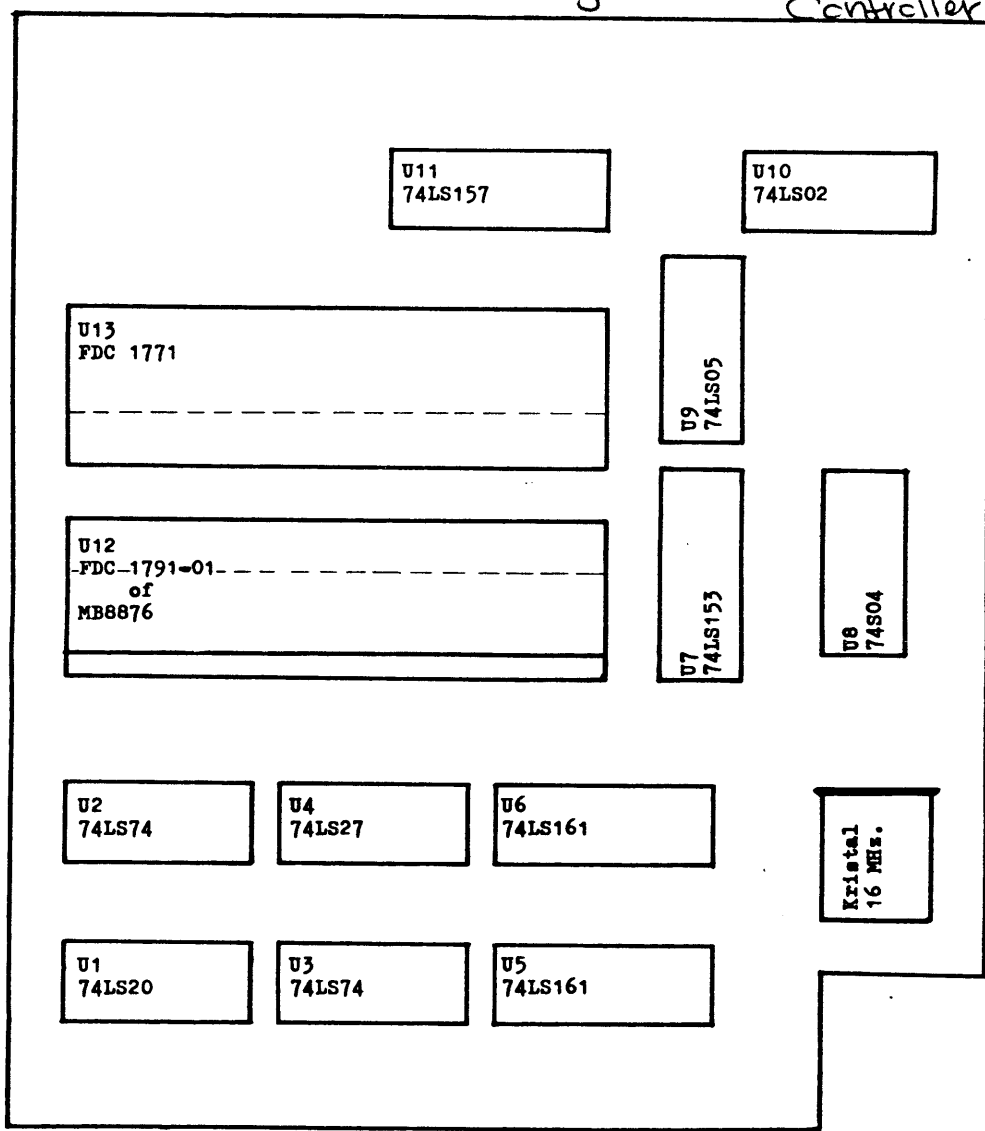 Controller
U11
74LS157
U10
74LS02
U13
FDC 1771
U9
74LS05
U12
FDC-1791-01
of
MB8876
U7
74LS153
U8
74S04
U2
74LS74
U4
74LS27
U6
74LS161
Kristal
16 MHz.
U1
74LS20
U3
74LS74
U5
74LS161